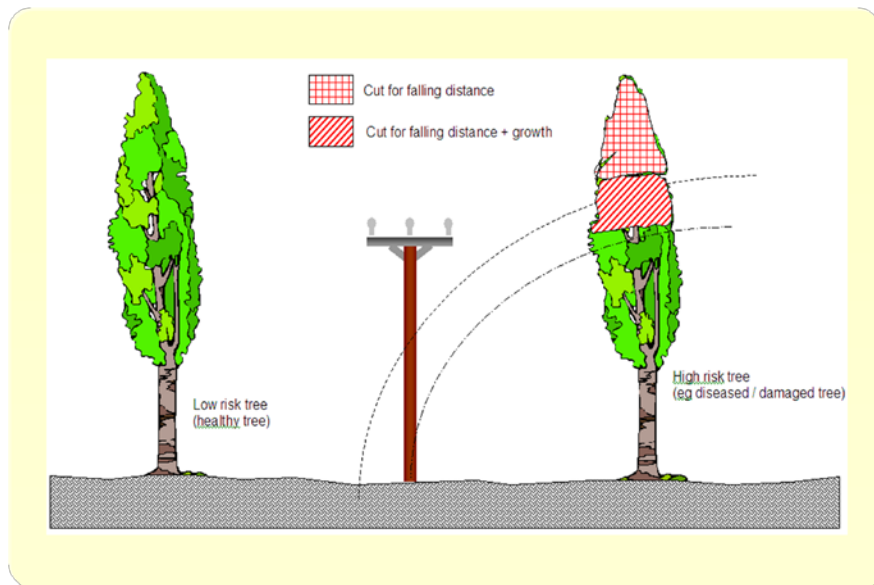 Cut for falling distance
Cut for falling distance + growth
Low risk tree
(healthy tree)
High risk tree
(eg diseased / damaged tree)